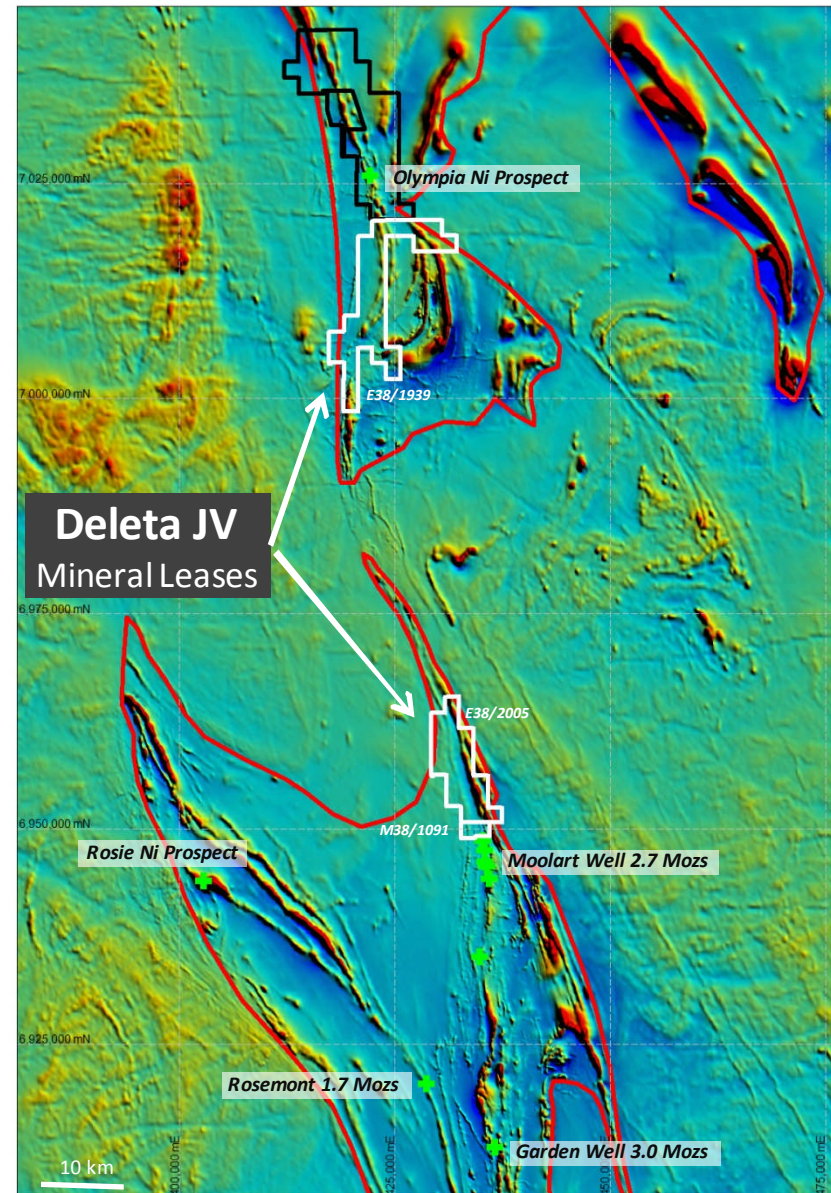 Olympia Ni Prospect
7,025,000 mN
E38/1939
7,000,000 mN
Deleta JV
Mineral Leases
6,975,000 mN
E38/2005
M38/1091
6,950,000 mN
Rosie Ni Prospect
Moolart Well 2.7 Mozs
6,925,000 mN
Rosemont 1.7 Mozs
Garden Well 3.0 Mozs
10 km